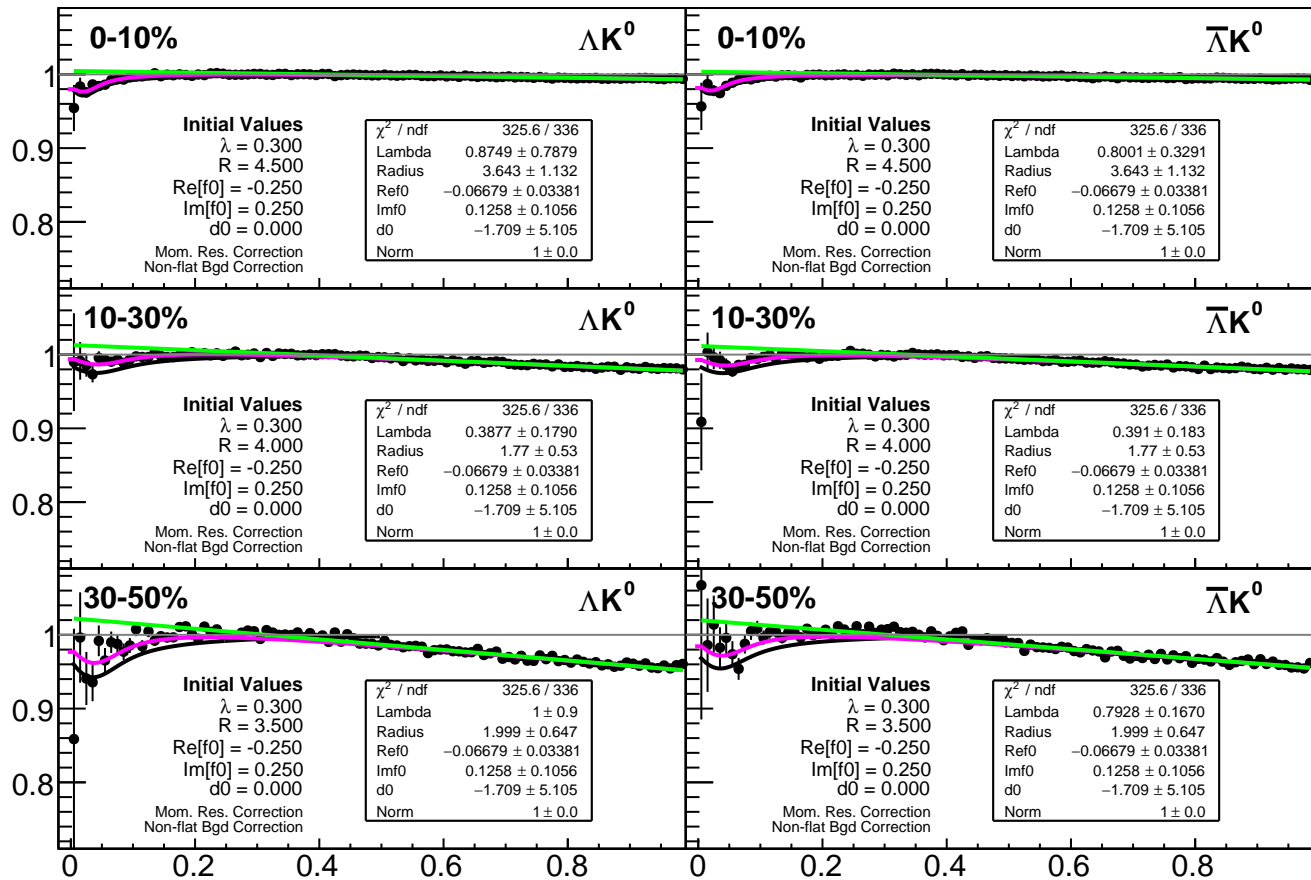 0-10%
ΛK⁰
1
0.9
0.8
Initial Values
λ = 0.300
R = 4.500
Re[f0] = -0.250
Im[f0] = 0.250
d0 = 0.000
Mom. Res. Correction
Non-flat Bgd Correction
χ² / ndf 325.6 / 336
Lambda 0.8749 ± 0.7879
Radius 3.643 ± 1.132
Ref0 −0.06679 ± 0.03381
Imf0 0.1258 ± 0.1056
d0 −1.709 ± 5.105
Norm 1 ± 0.0
0-10%
Λ̅K⁰
Initial Values
λ = 0.300
R = 4.500
Re[f0] = -0.250
Im[f0] = 0.250
d0 = 0.000
Mom. Res. Correction
Non-flat Bgd Correction
χ² / ndf 325.6 / 336
Lambda 0.8001 ± 0.3291
Radius 3.643 ± 1.132
Ref0 −0.06679 ± 0.03381
Imf0 0.1258 ± 0.1056
d0 −1.709 ± 5.105
Norm 1 ± 0.0
10-30%
ΛK⁰
1
0.9
0.8
Initial Values
λ = 0.300
R = 4.000
Re[f0] = -0.250
Im[f0] = 0.250
d0 = 0.000
Mom. Res. Correction
Non-flat Bgd Correction
χ² / ndf 325.6 / 336
Lambda 0.3877 ± 0.1790
Radius 1.77 ± 0.53
Ref0 −0.06679 ± 0.03381
Imf0 0.1258 ± 0.1056
d0 −1.709 ± 5.105
Norm 1 ± 0.0
10-30%
Λ̅K⁰
Initial Values
λ = 0.300
R = 4.000
Re[f0] = -0.250
Im[f0] = 0.250
d0 = 0.000
Mom. Res. Correction
Non-flat Bgd Correction
χ² / ndf 325.6 / 336
Lambda 0.391 ± 0.183
Radius 1.77 ± 0.53
Ref0 −0.06679 ± 0.03381
Imf0 0.1258 ± 0.1056
d0 −1.709 ± 5.105
Norm 1 ± 0.0
30-50%
ΛK⁰
1
0.9
0.8
Initial Values
λ = 0.300
R = 3.500
Re[f0] = -0.250
Im[f0] = 0.250
d0 = 0.000
Mom. Res. Correction
Non-flat Bgd Correction
χ² / ndf 325.6 / 336
Lambda 1 ± 0.9
Radius 1.999 ± 0.647
Ref0 −0.06679 ± 0.03381
Imf0 0.1258 ± 0.1056
d0 −1.709 ± 5.105
Norm 1 ± 0.0
30-50%
Λ̅K⁰
Initial Values
λ = 0.300
R = 3.500
Re[f0] = -0.250
Im[f0] = 0.250
d0 = 0.000
Mom. Res. Correction
Non-flat Bgd Correction
χ² / ndf 325.6 / 336
Lambda 0.7928 ± 0.1670
Radius 1.999 ± 0.647
Ref0 −0.06679 ± 0.03381
Imf0 0.1258 ± 0.1056
d0 −1.709 ± 5.105
Norm 1 ± 0.0
0 0.2 0.4 0.6 0.8
0 0.2 0.4 0.6 0.8